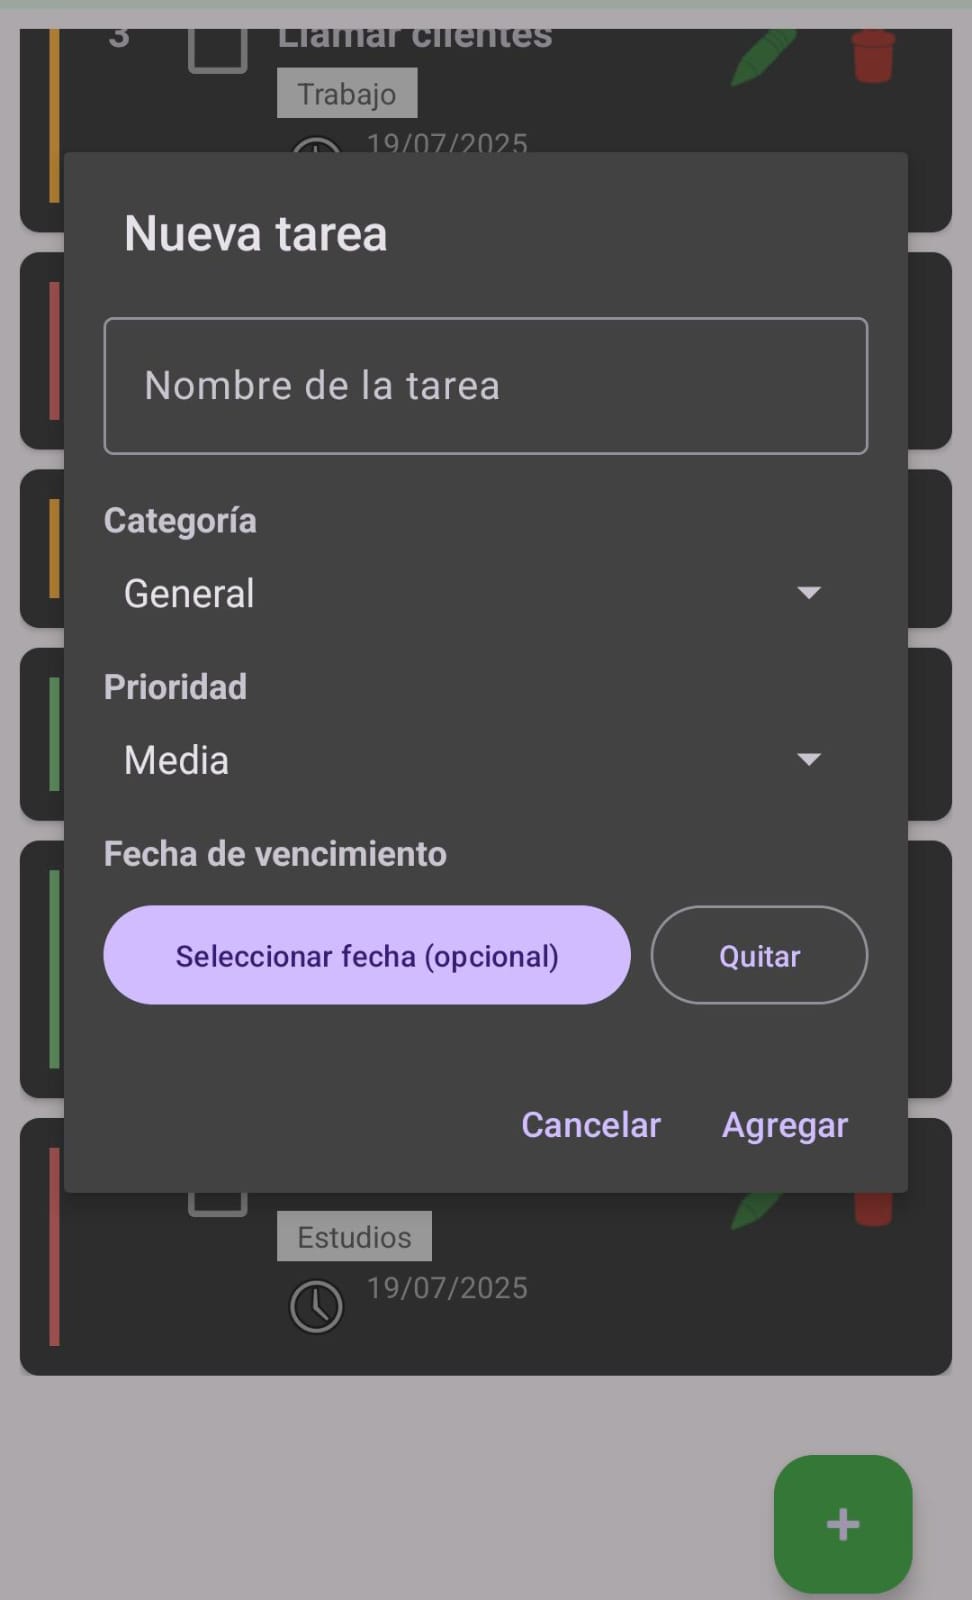 3
Llamar clientes
Trabajo
19/07/2025
Nueva tarea
Nombre de la tarea
Categoría
General
Prioridad
Media
Fecha de vencimiento
Seleccionar fecha (opcional)
Quitar
Cancelar
Agregar
Estudios
19/07/2025
+